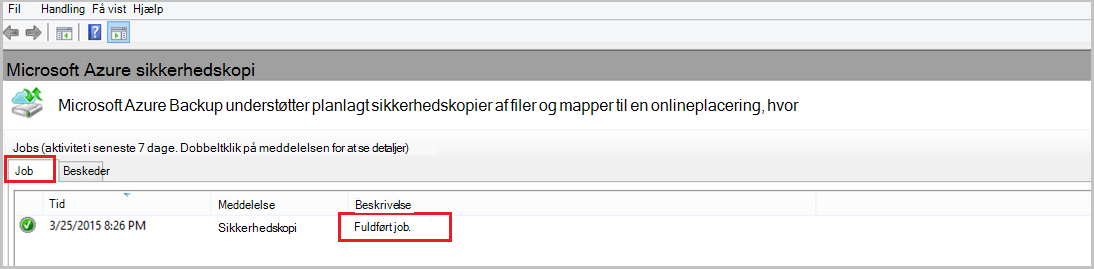 Fil Handling Få vist Hjælp
Microsoft Azure sikkerhedskopi
Microsoft Azure Backup understøtter planlagt sikkerhedskopier af filer og mapper til en onlineplacering, hvor
Jobs (aktivitet i seneste 7 dage. Dobbeltklik på meddelelsen for at se detaljer)
Job Beskeder
Tid Meddelelse Beskrivelse
3/25/2015 8:26 PM Sikkerhedskopi Fuldført job.